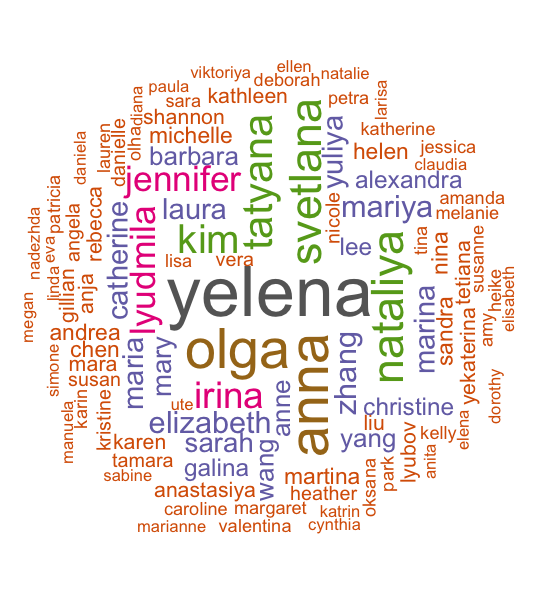 ellen
viktoriya
natalie
deborah
paula
larisa
kathleen
petra
sara
diana
shannon
olha
katherine
michelle
tatyana
svetlana
yuliya
lauren
danielle
daniela
barbara
helen
jessica
claudia
jennifer
alexandra
patricia
angela
rebecca
laura
nicole
mariya
amanda
melanie
nadezhda
eva
catherine
lyudmila
kim
lee
tina
nina
susanne
lisa
vera
linda
gillian
anja
yelena
nataliya
marina
sandra
yekaterina
tetiana
amy
heike
elisabeth
megan
andrea
chen
mara
susan
simone
maria
mary
olga
anna
zhang
karin
irina
anne
christine
dorothy
manuela
kristine
ute
elizabeth
liu
karen
sarah
yang
lyubov
kelly
elena
tamara
galina
wang
anita
sabine
martina
park
oksana
anastasiya
heather
caroline
margaret
katrin
marianne
valentina
cynthia